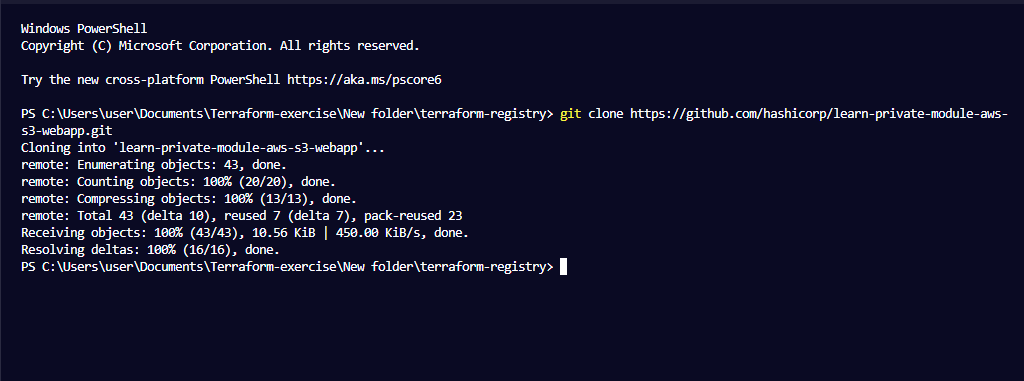 Windows PowerShell
Copyright (C) Microsoft Corporation. All rights reserved.
Try the new cross-platform PowerShell https://aka.ms/pscore6
PS C:\Users\user\Documents\Terraform-exercise\New folder\terraform-registry> git clone https://github.com/hashicorp/learn-private-module-aws-
s3-webapp.git
Cloning into 'learn-private-module-aws-s3-webapp'...
remote: Enumerating objects: 43, done.
remote: Counting objects: 100% (20/20), done.
remote: Compressing objects: 100% (13/13), done.
remote: Total 43 (delta 10), reused 7 (delta 7), pack-reused 23
Receiving objects: 100% (43/43), 10.56 KiB | 450.00 KiB/s, done.
Resolving deltas: 100% (16/16), done.
PS C:\Users\user\Documents\Terraform-exercise\New folder\terraform-registry>